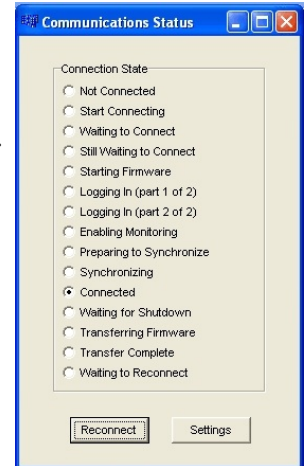 Communications Status
Connection State
Not Connected
Start Connecting
Waiting to Connect
Still Waiting to Connect
Starting Firmware
Logging In (part 1 of 2)
Logging In (part 2 of 2)
Enabling Monitoring
Preparing to Synchronize
Synchronizing
Connected
Waiting for Shutdown
Transferring Firmware
Transfer Complete
Waiting to Reconnect
Reconnect Settings